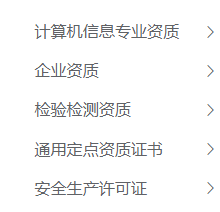 计算机信息专业资质
企业资质
检验检测资质
通用定点资质证书
安全生产许可证